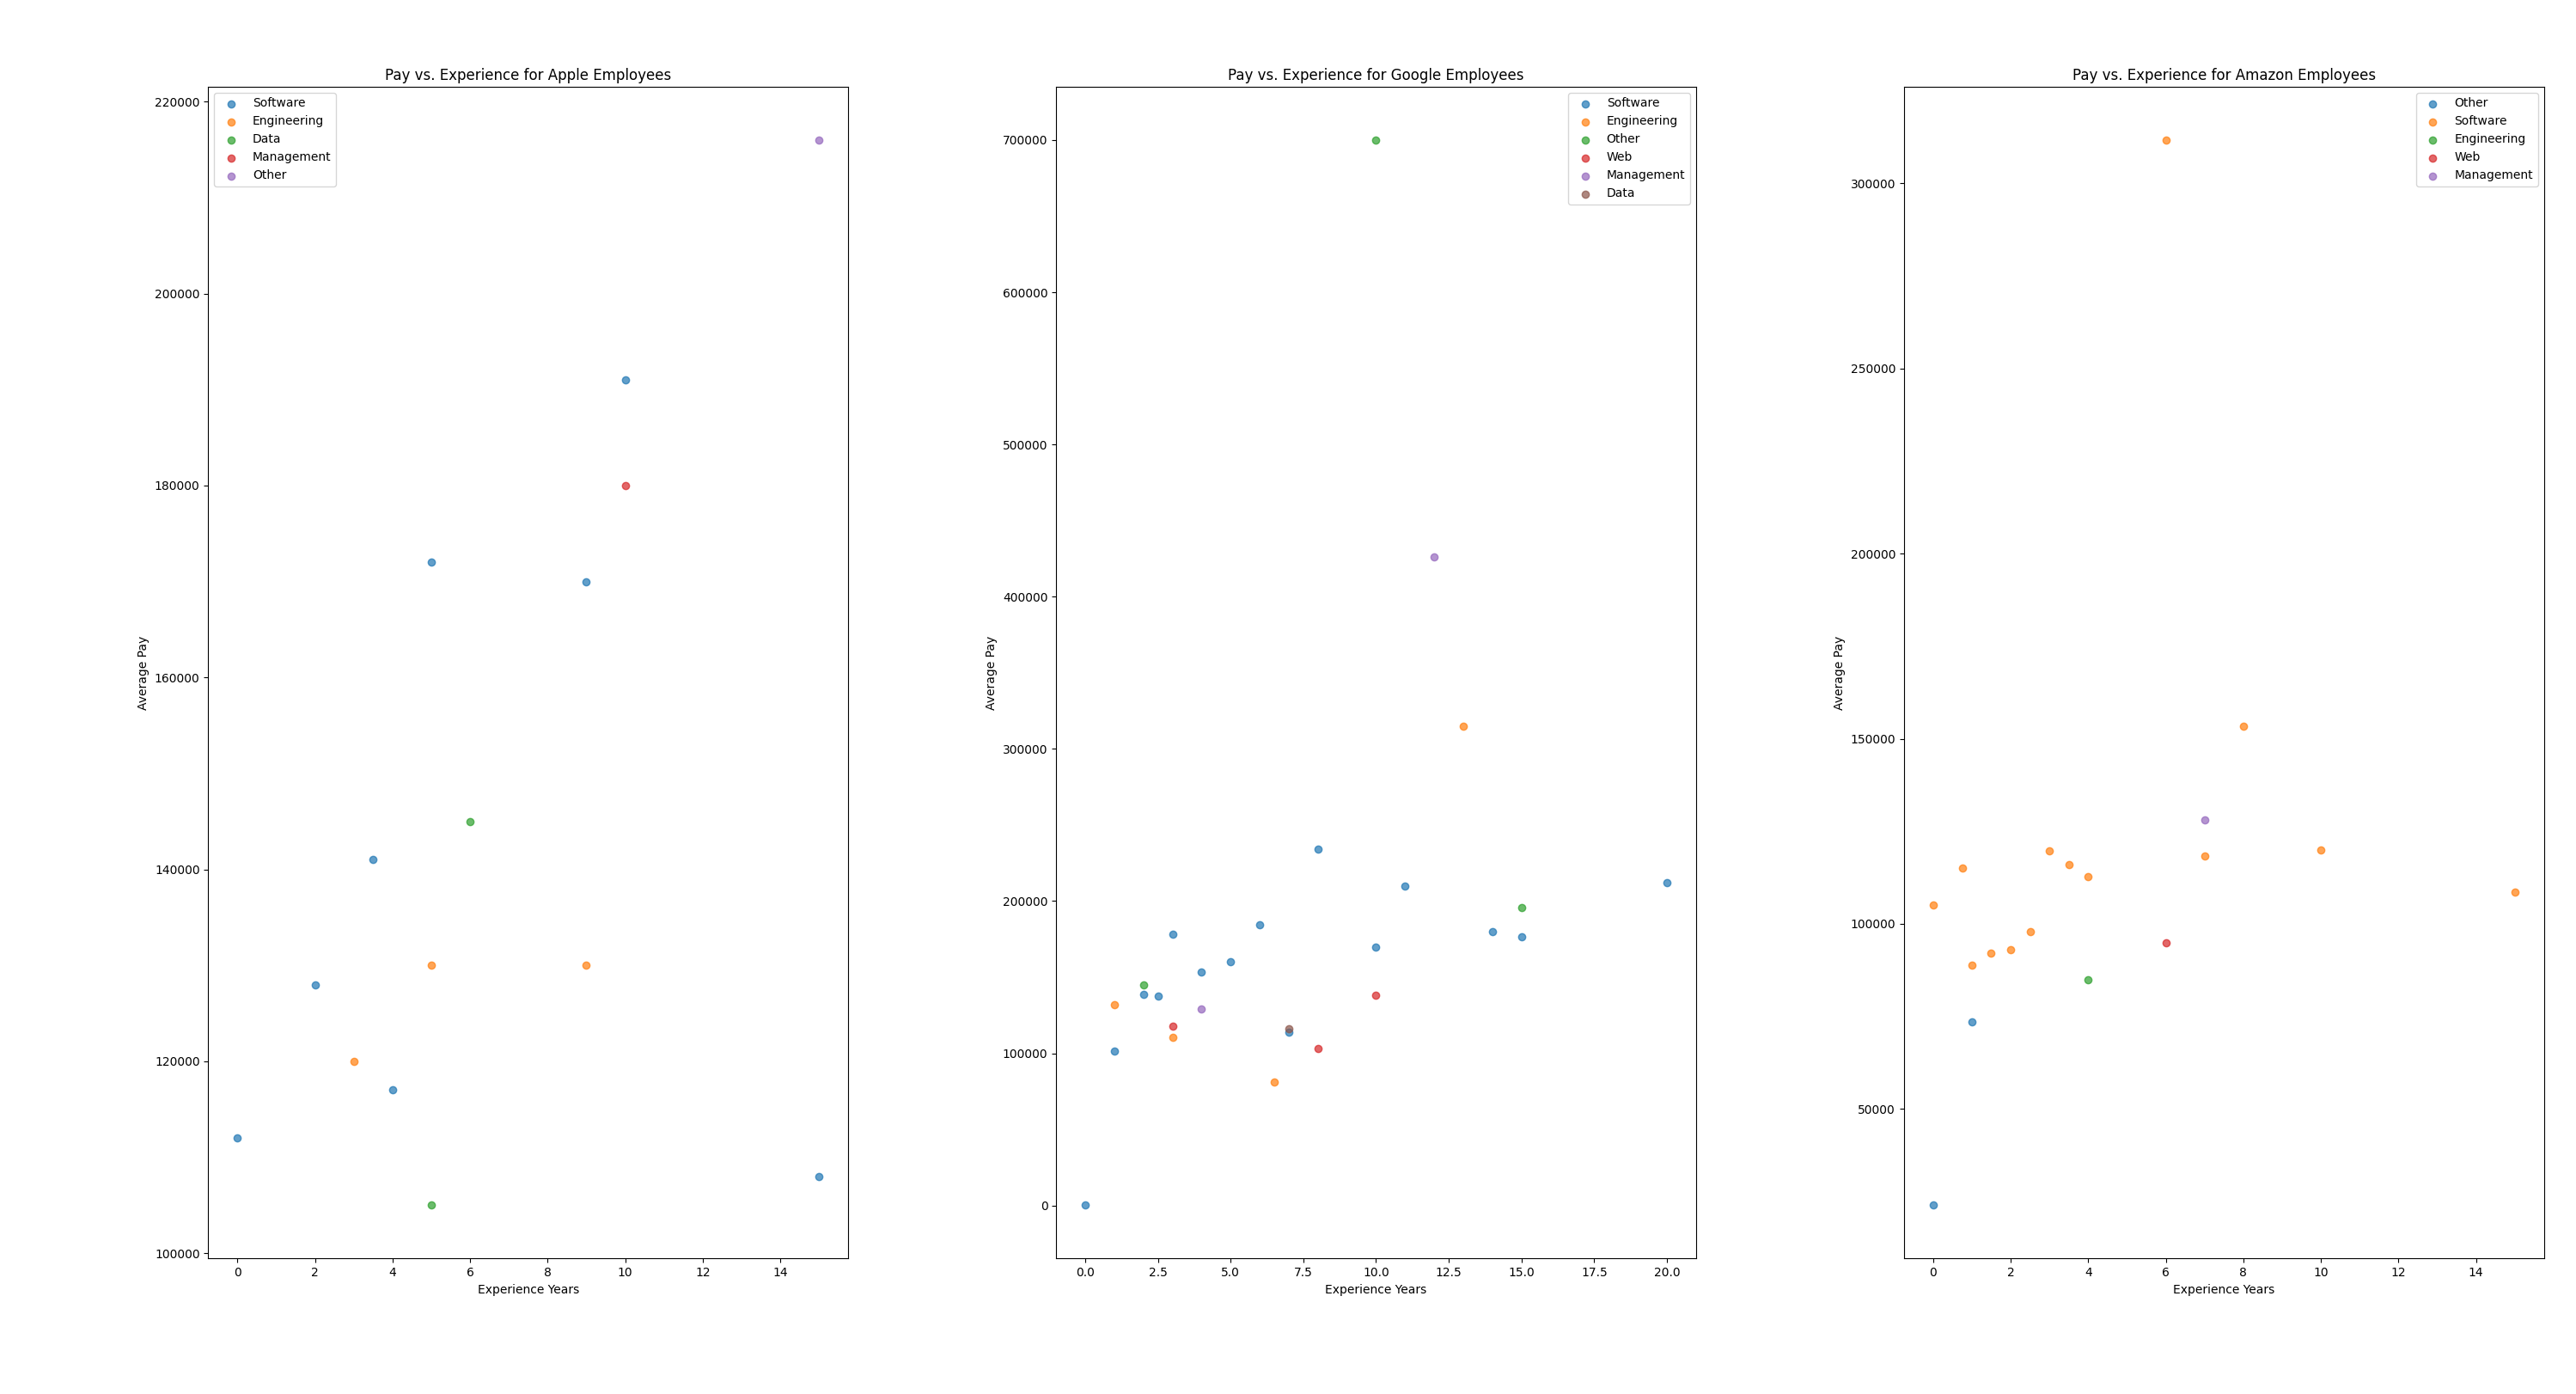 Pay vs. Experience for Apple Employees
220000
200000
180000
160000
140000
120000
100000
Average Pay
Software
Engineering
Data
Management
Other
0 2 4 6 8 10 12 14
Experience Years
Pay vs. Experience for Google Employees
700000
600000
500000
400000
300000
200000
100000
0
Average Pay
Software
Engineering
Other
Web
Management
Data
0.0 2.5 5.0 7.5 10.0 12.5 15.0 17.5 20.0
Experience Years
Pay vs. Experience for Amazon Employees
300000
250000
200000
150000
100000
50000
Average Pay
Other
Software
Engineering
Web
Management
0 2 4 6 8 10 12 14
Experience Years